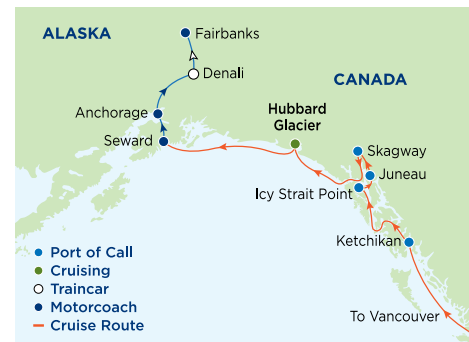 ALASKA
Fairbanks
Denali
CANADA
Anchorage
Hubbard
Glacier
Seward
Skagway
Juneau
Icy Strait Point
Ketchikan
Port of Call
Cruising
Traincar
Motorcoach
Cruise Route
To Vancouver